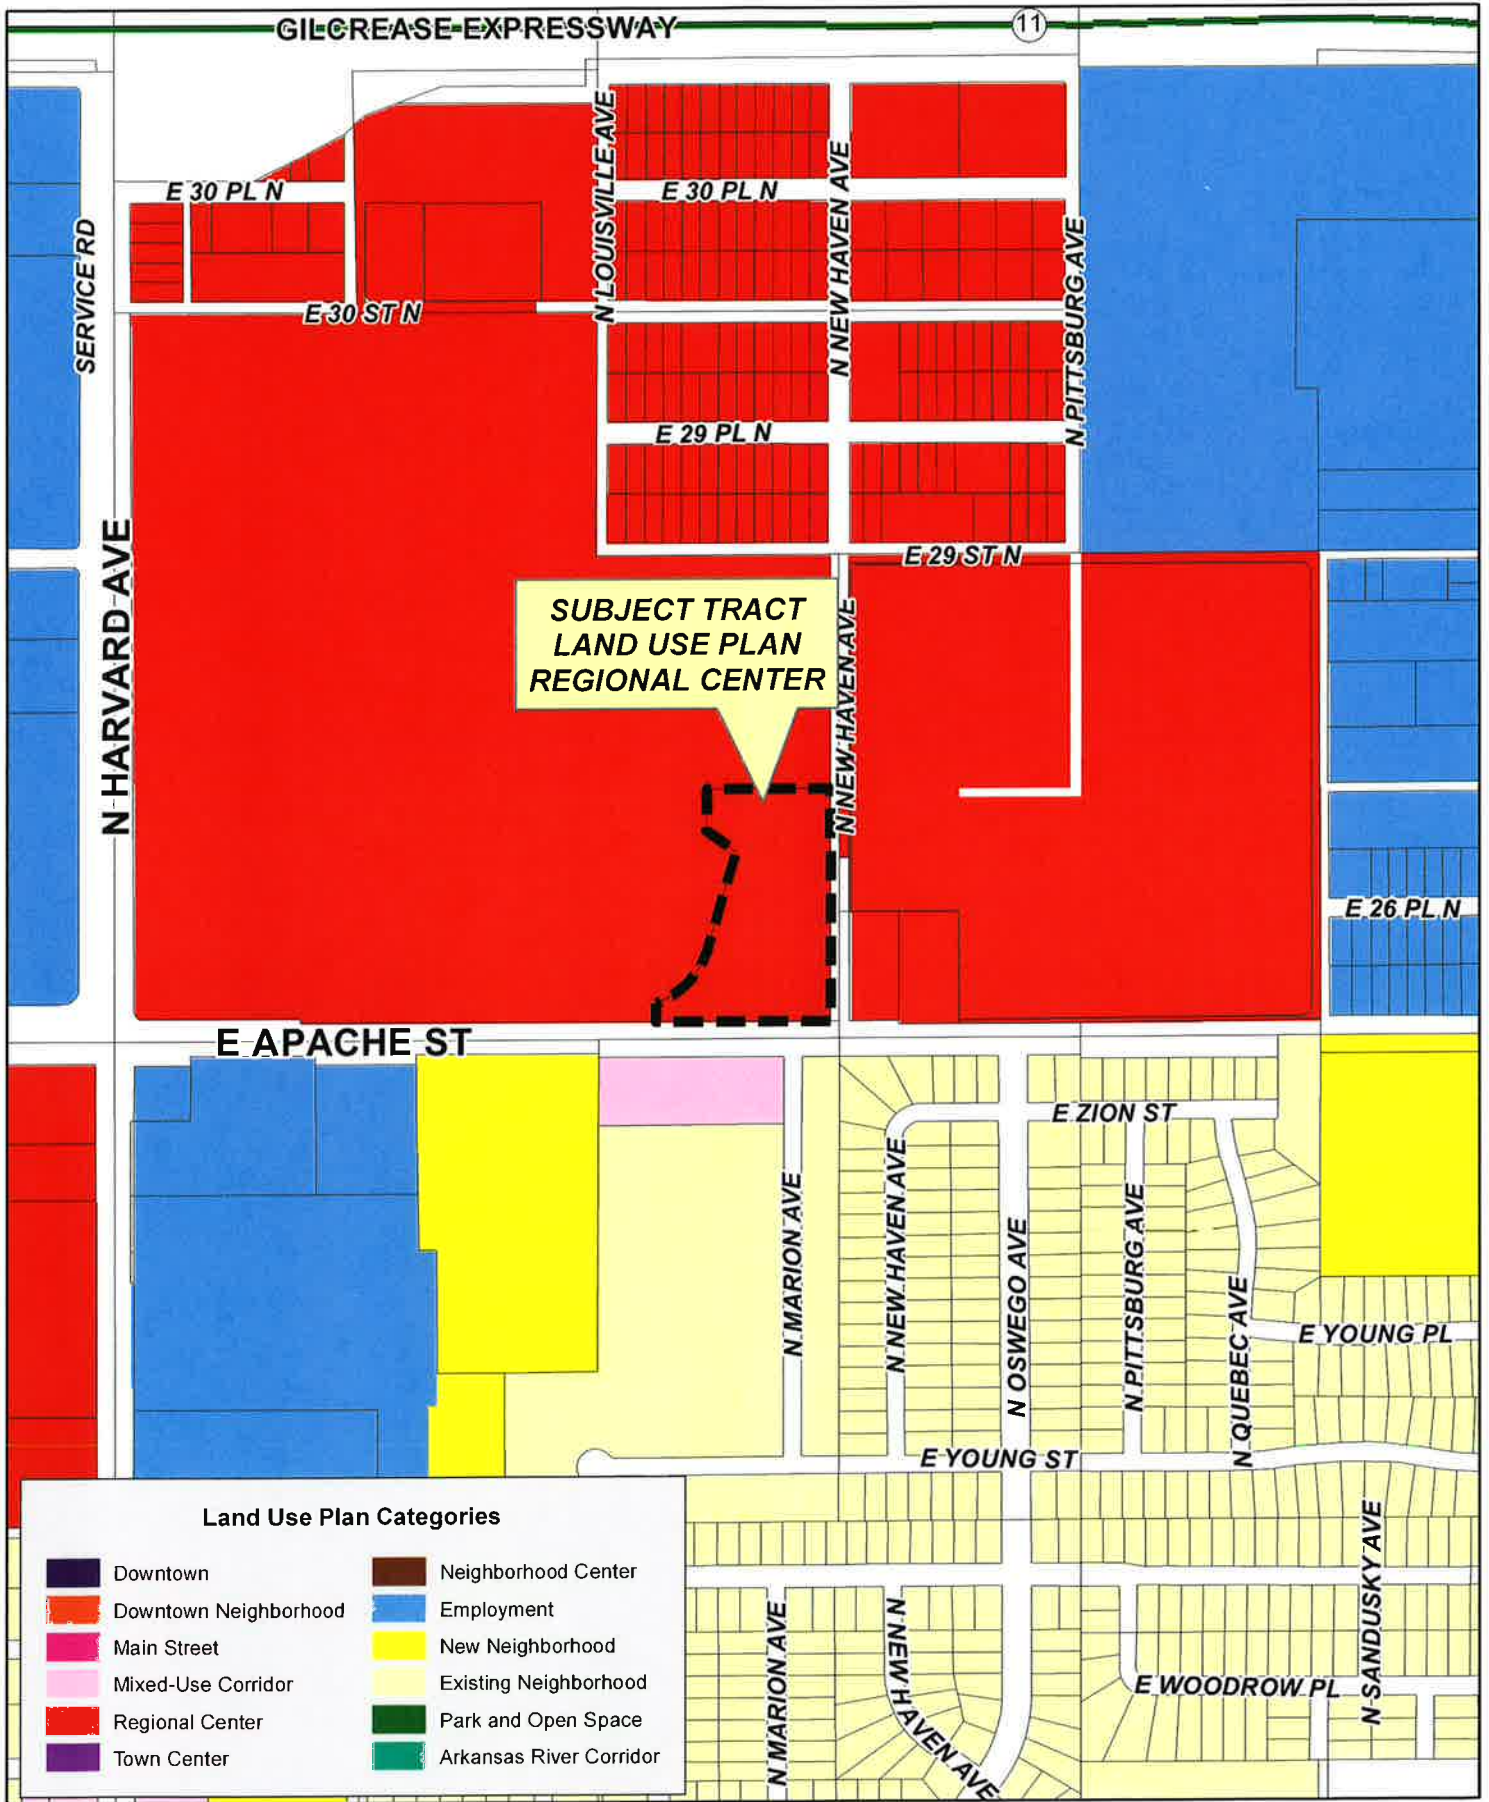 GILCREASE EXPRESSWAY
11
N LOUISVILLE AVE
N NEW HAVEN AVE
E 30 PL N
E 30 PL N
SERVICE RD
N PITTSBURG AVE
E 30 ST N
E 29 PL N
N HARVARD AVE
E 29 ST N
SUBJECT TRACT
LAND USE PLAN
REGIONAL CENTER
N NEW HAVEN AVE
E 26 PL N
E APACHE ST
E ZION ST
N MARION AVE
N NEW HAVEN AVE
N OSWEGO AVE
N PITTSBURG AVE
N QUEBEC AVE
E YOUNG PL
E YOUNG ST
N SANDUSKY AVE
E WOODROW PL
N MARION AVE
N NEW HAVEN AVE
Land Use Plan Categories
Downtown
Downtown Neighborhood
Main Street
Mixed-Use Corridor
Regional Center
Town Center
Neighborhood Center
Employment
New Neighborhood
Existing Neighborhood
Park and Open Space
Arkansas River Corridor